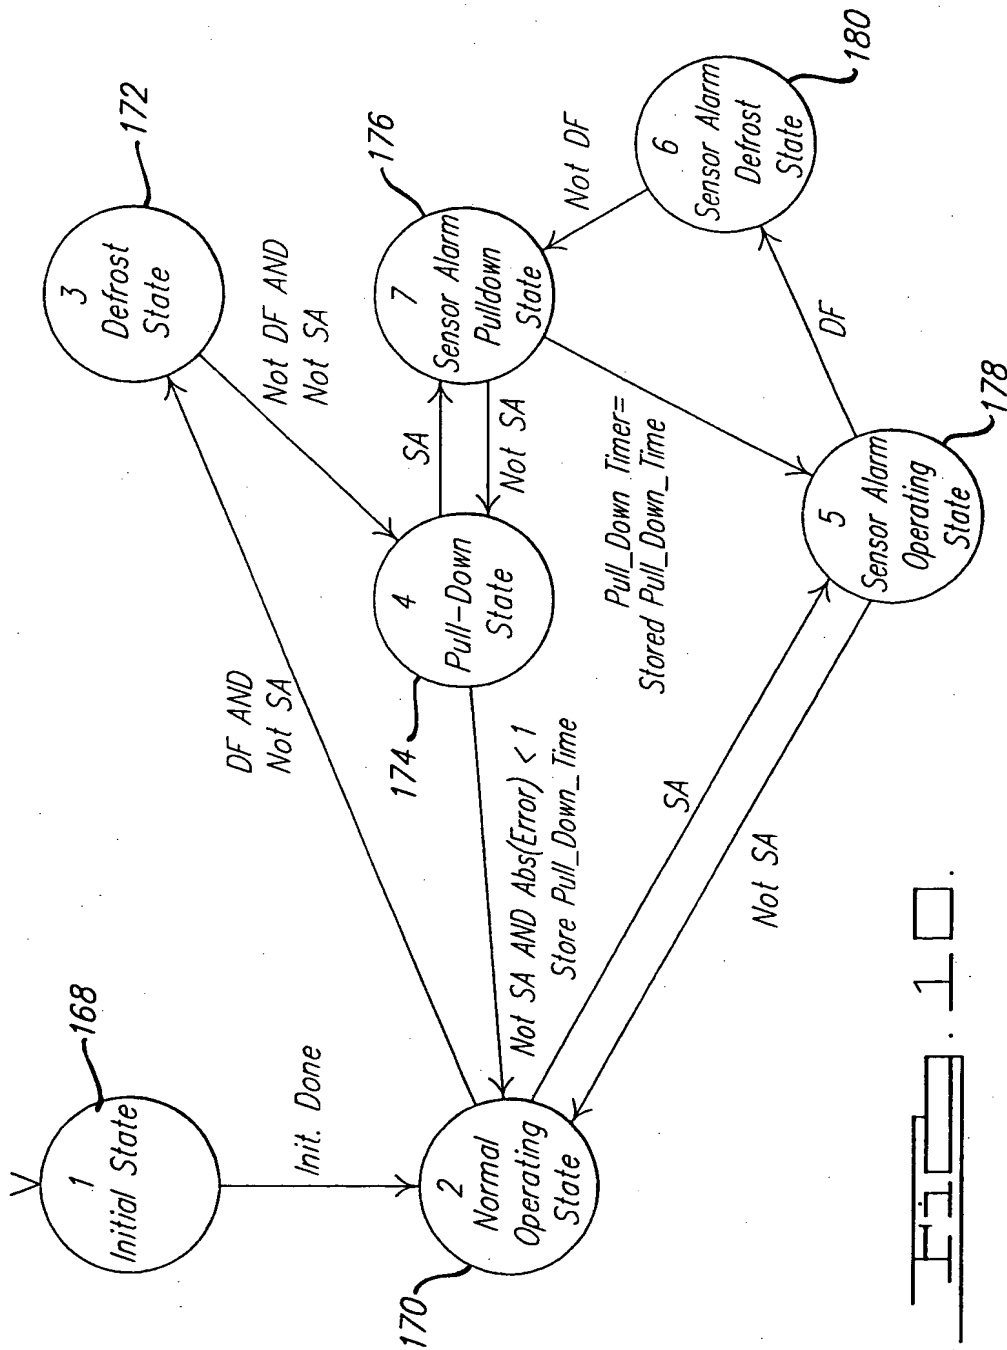 168
1
Initial State
Init. Done
170
2
Normal
Operating
State
DF AND
Not SA
172
3
Defrost
State
Not DF AND
Not SA
174
4
Pull-Down
State
SA
Not SA
176
7
Sensor Alarm
Pulldown
State
Not DF
6
Sensor Alarm
Defrost
State
180
Not SA AND Abs(Error) < 1
Store Pull_Down_Time
Pull_Down_Timer=
Stored Pull_Down_Time
DF
SA
Not SA
5
Sensor Alarm
Operating
State
178
Fig. 10.